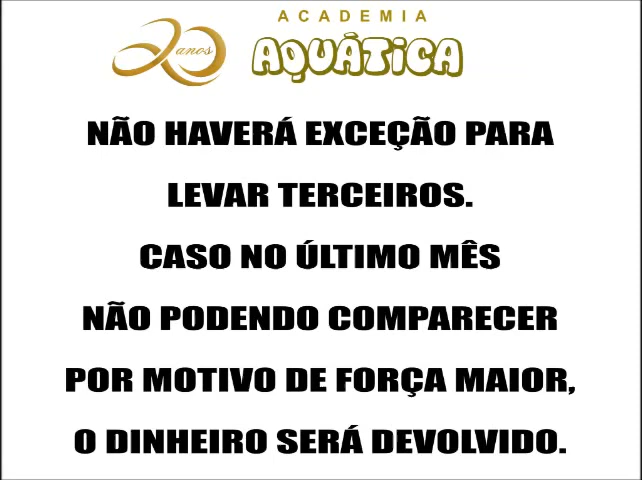 ACADEMIA
20 anos AQUÁTICA
NÃO HAVERÁ EXCEÇÃO PARA
LEVAR TERCEIROS.
CASO NO ÚLTIMO MÊS
NÃO PODENDO COMPARECER
POR MOTIVO DE FORÇA MAIOR,
O DINHEIRO SERÁ DEVOLVIDO.